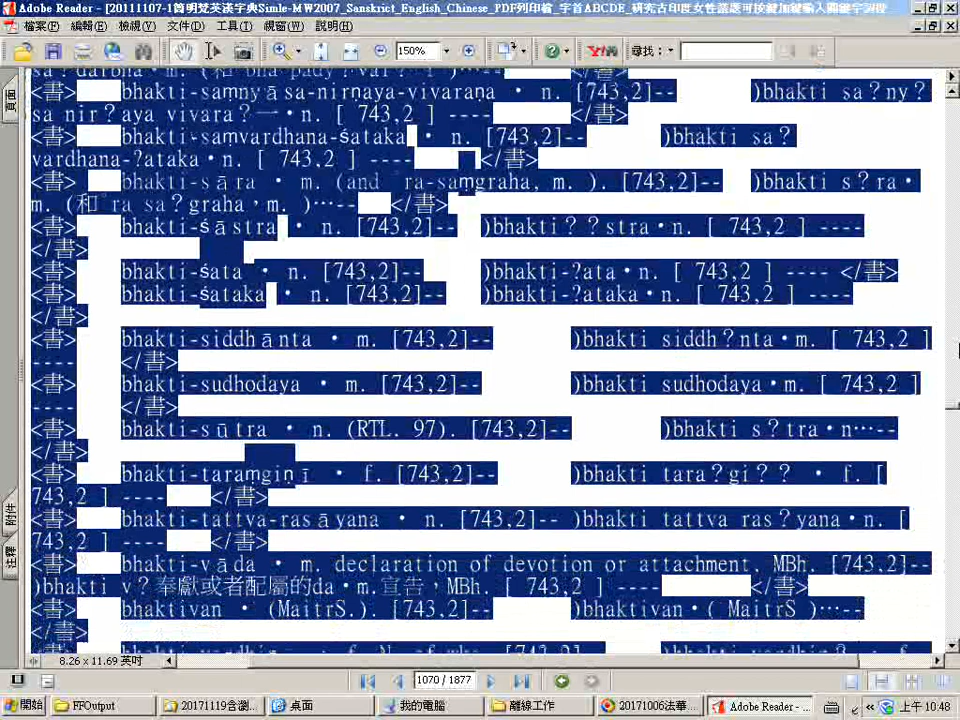 Adobe Reader - [20111107-1簡明梵英漢字典Simle-MW2007_Sanskrict_English_Chinese_PDF列印檔_字首ABCDE_研究古印度女性
檔案(F) 編輯(E) 檢視(V) 文件(D) 工具(T) 視窗(W) 說明(H)
150% 尋找:
<書> bhakti-saṃnyāsa-nirṇaya-vivaraṇa · n. [743,2]-- )bhakti sa?ny?
sa nir?aya vivara?一·n. [ 743,2 ] ---- </書>
<書> bhakti-saṃvardhana-śataka · n. [743,2]-- )bhakti sa?
vardhana-?ataka·n. [ 743,2 ] ---- </書>
<書> bhakti-sāra · m. (and ra-saṃgraha, m. ). [743,2]-- )bhakti s?ra·
m. (和 ra sa?graha,m. )…-- </書>
<書> bhakti-śāstra · n. [743,2]-- )bhakti??stra·n. [ 743,2 ] ----
</書>
<書> bhakti-śata · n. [743,2]-- )bhakti-?ata·n. [ 743,2 ] ---- </書>
<書> bhakti-śataka · n. [743,2]-- )bhakti-?ataka·n. [ 743,2 ] ----
</書>
<書> bhakti-siddhānta · m. [743,2]-- )bhakti siddh?nta·m. [ 743,2 ]
---- </書>
<書> bhakti-sudhodaya · m. [743,2]-- )bhakti sudhodaya·m. [ 743,2 ]
---- </書>
<書> bhakti-sūtra · n. (RTL. 97). [743,2]-- )bhakti s?tra·n…--
</書>
<書> bhakti-taraṃgiṇī · f. [743,2]-- )bhakti tara?gi?? · f. [
743,2 ] ---- </書>
<書> bhakti-tattva-rasāyana · n. [743,2]-- )bhakti tattva ras?yana·n. [
743,2 ] ---- </書>
<書> bhakti-vāda · m. declaration of devotion or attachment, MBh. [743,2]--
)bhakti v?奉獻或者配屬的da·m.宣告,MBh. [ 743,2 ] ---- </書>
<書> bhaktivan · (MaitrS.). [743,2]-- )bhaktivan·( MaitrS )…--
</書>
頁面
附件
註釋
8.26 x 11.69 英吋
1070 / 1877
開始 FFOutput 20171119含瀏... 桌面 我的電腦 離線工作 20171006法華... Adobe Reader - ... 上午 10:48